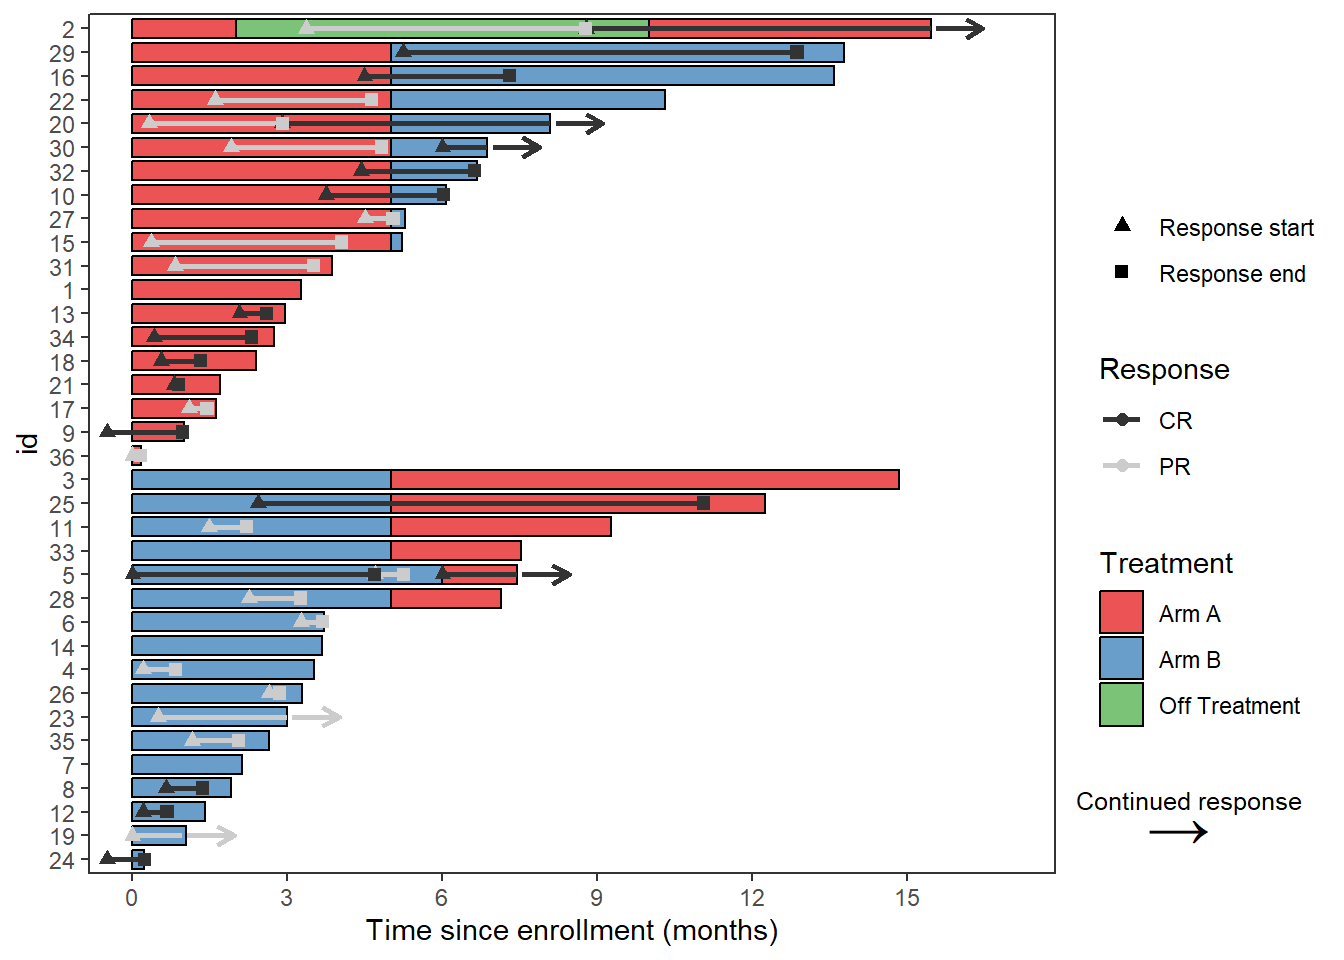 2
29
16
22
20
30
32
10
27
15
31
1
13
34
18
21
17
9
36
3
25
11
33
5
28
6
14
4
26
23
35
7
8
12
19
24
id
0 3 6 9 12 15
Time since enrollment (months)
Response start
Response end
Response
CR
PR
Treatment
Arm A
Arm B
Off Treatment
Continued response